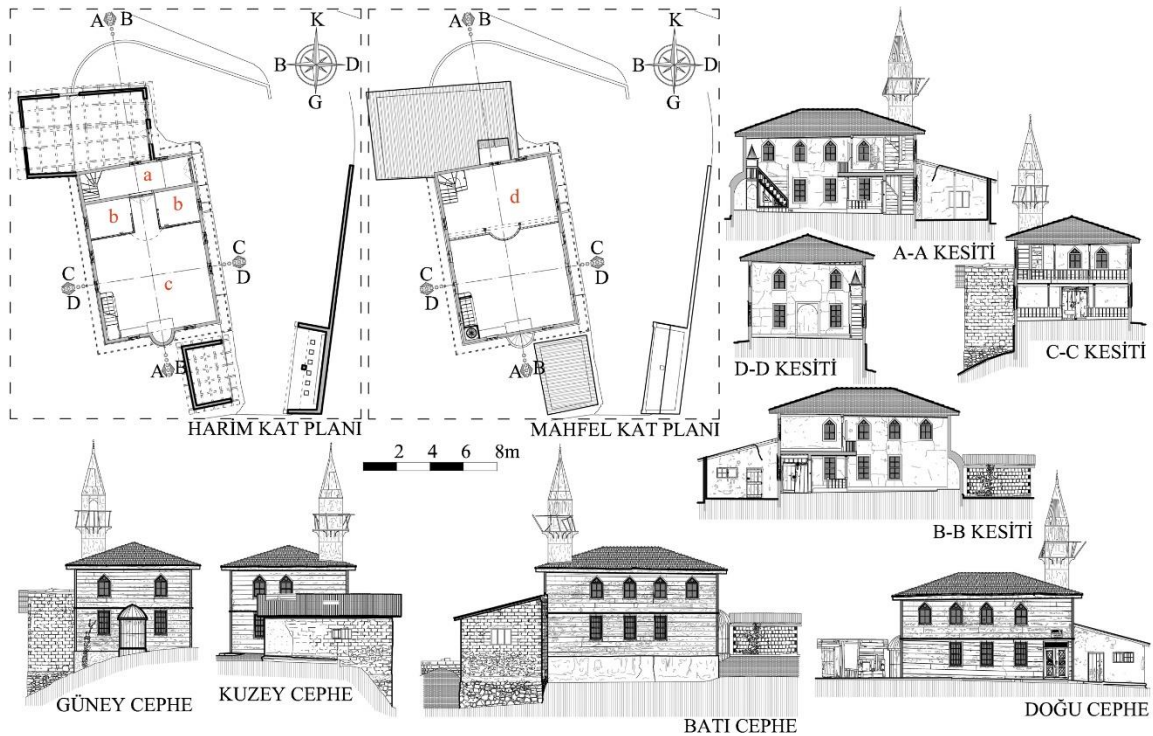 A B
K
B D
G
a
b b
C
D
c
C
D
A B
HARİM KAT PLANI
A B
K
B D
G
d
C
D
C
D
A B
MAHFEL KAT PLANI
2 4 6 8m
A-A KESİTİ
D-D KESİTİ
C-C KESİTİ
B-B KESİTİ
GÜNEY CEPHE
KUZEY CEPHE
BATI CEPHE
DOĞU CEPHE